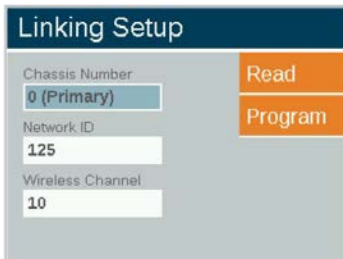 Linking Setup
Chassis Number
0 (Primary)
Network ID
125
Wireless Channel
10
Read
Program